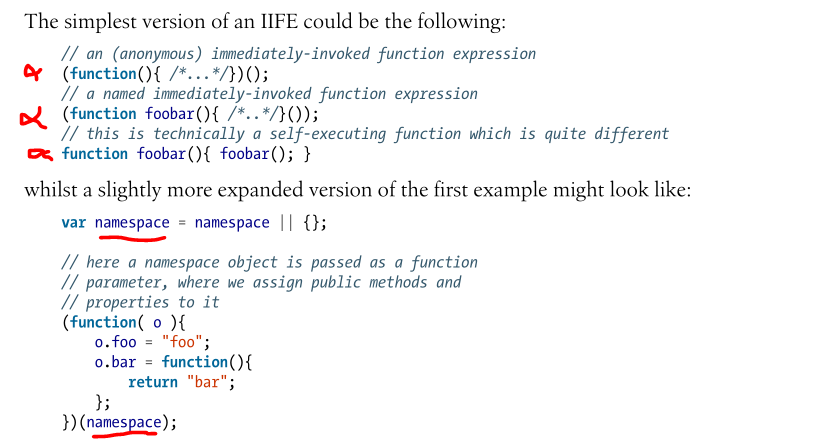 The simplest version of an IIFE could be the following:
// an (anonymous) immediately-invoked function expression
(function(){ /*...*/})();
// a named immediately-invoked function expression
(function foobar(){ /*..*/}());
// this is technically a self-executing function which is quite different
function foobar(){ foobar(); }
whilst a slightly more expanded version of the first example might look like:
var namespace = namespace || {};
// here a namespace object is passed as a function
// parameter, where we assign public methods and
// properties to it
(function( o ){
    o.foo = "foo";
    o.bar = function(){
        return "bar";
    };
})(namespace);